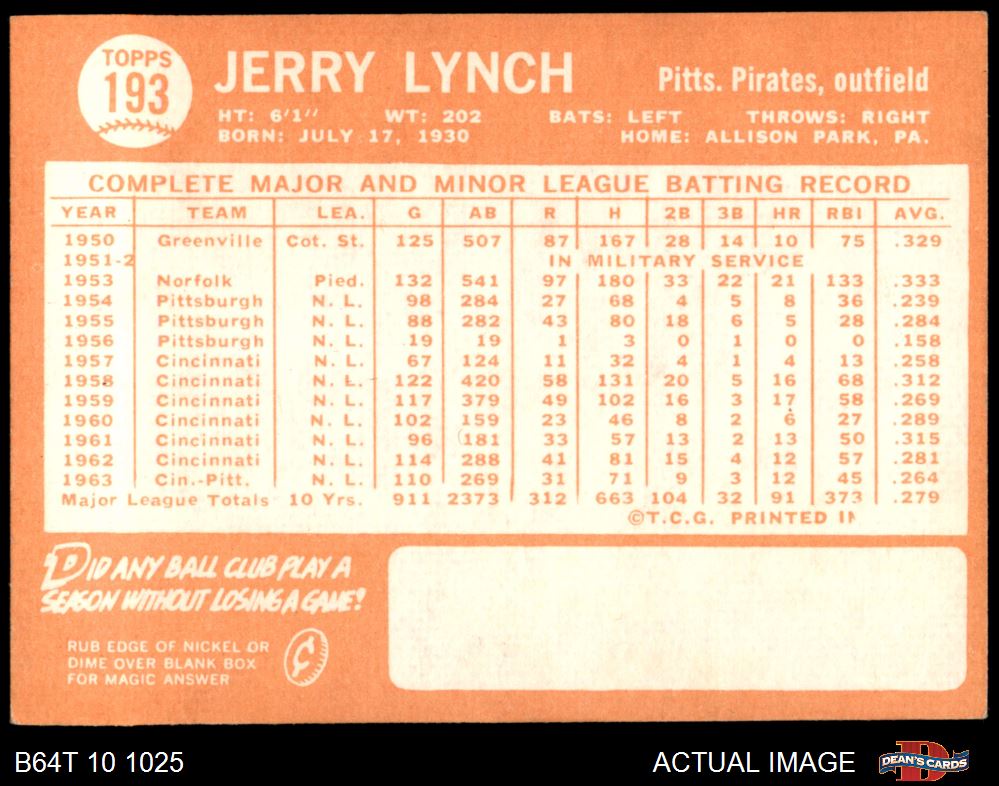 TOPPS
193
JERRY LYNCH
Pitts. Pirates, outfield
HT: 6'1'' WT: 202 BATS: LEFT THROWS: RIGHT
BORN: JULY 17, 1930 HOME: ALLISON PARK, PA.
COMPLETE MAJOR AND MINOR LEAGUE BATTING RECORD
YEAR TEAM LEA. G AB R H 2B 3B HR RBI AVG.
1950 Greenville Cot. St. 125 507 87 167 28 14 10 75 .329
1951-2 IN MILITARY SERVICE
1953 Norfolk Pied. 132 541 97 180 33 22 21 133 .333
1954 Pittsburgh N. L. 98 284 27 68 4 5 8 36 .239
1955 Pittsburgh N. L. 88 282 43 80 18 6 5 28 .284
1956 Pittsburgh N. L. 19 19 1 3 0 1 0 0 .158
1957 Cincinnati N. L. 67 124 11 32 4 1 4 13 .258
1958 Cincinnati N. L. 122 420 58 131 20 5 16 68 .312
1959 Cincinnati N. L. 117 379 49 102 16 3 17 58 .269
1960 Cincinnati N. L. 102 159 23 46 8 2 6 27 .289
1961 Cincinnati N. L. 96 181 33 57 13 2 13 50 .315
1962 Cincinnati N. L. 114 288 41 81 15 4 12 57 .281
1963 Cin.-Pitt. N. L. 110 269 31 71 9 3 12 45 .264
Major League Totals 10 Yrs. 911 2373 312 663 104 32 91 373 .279
©T.C.G. PRINTED IN
DID ANY BALL CLUB PLAY A
SEASON WITHOUT LOSING A GAME?
RUB EDGE OF NICKEL OR
DIME OVER BLANK BOX
FOR MAGIC ANSWER
¢
B64T 10 1025
ACTUAL IMAGE
D
DEAN'S CARDS